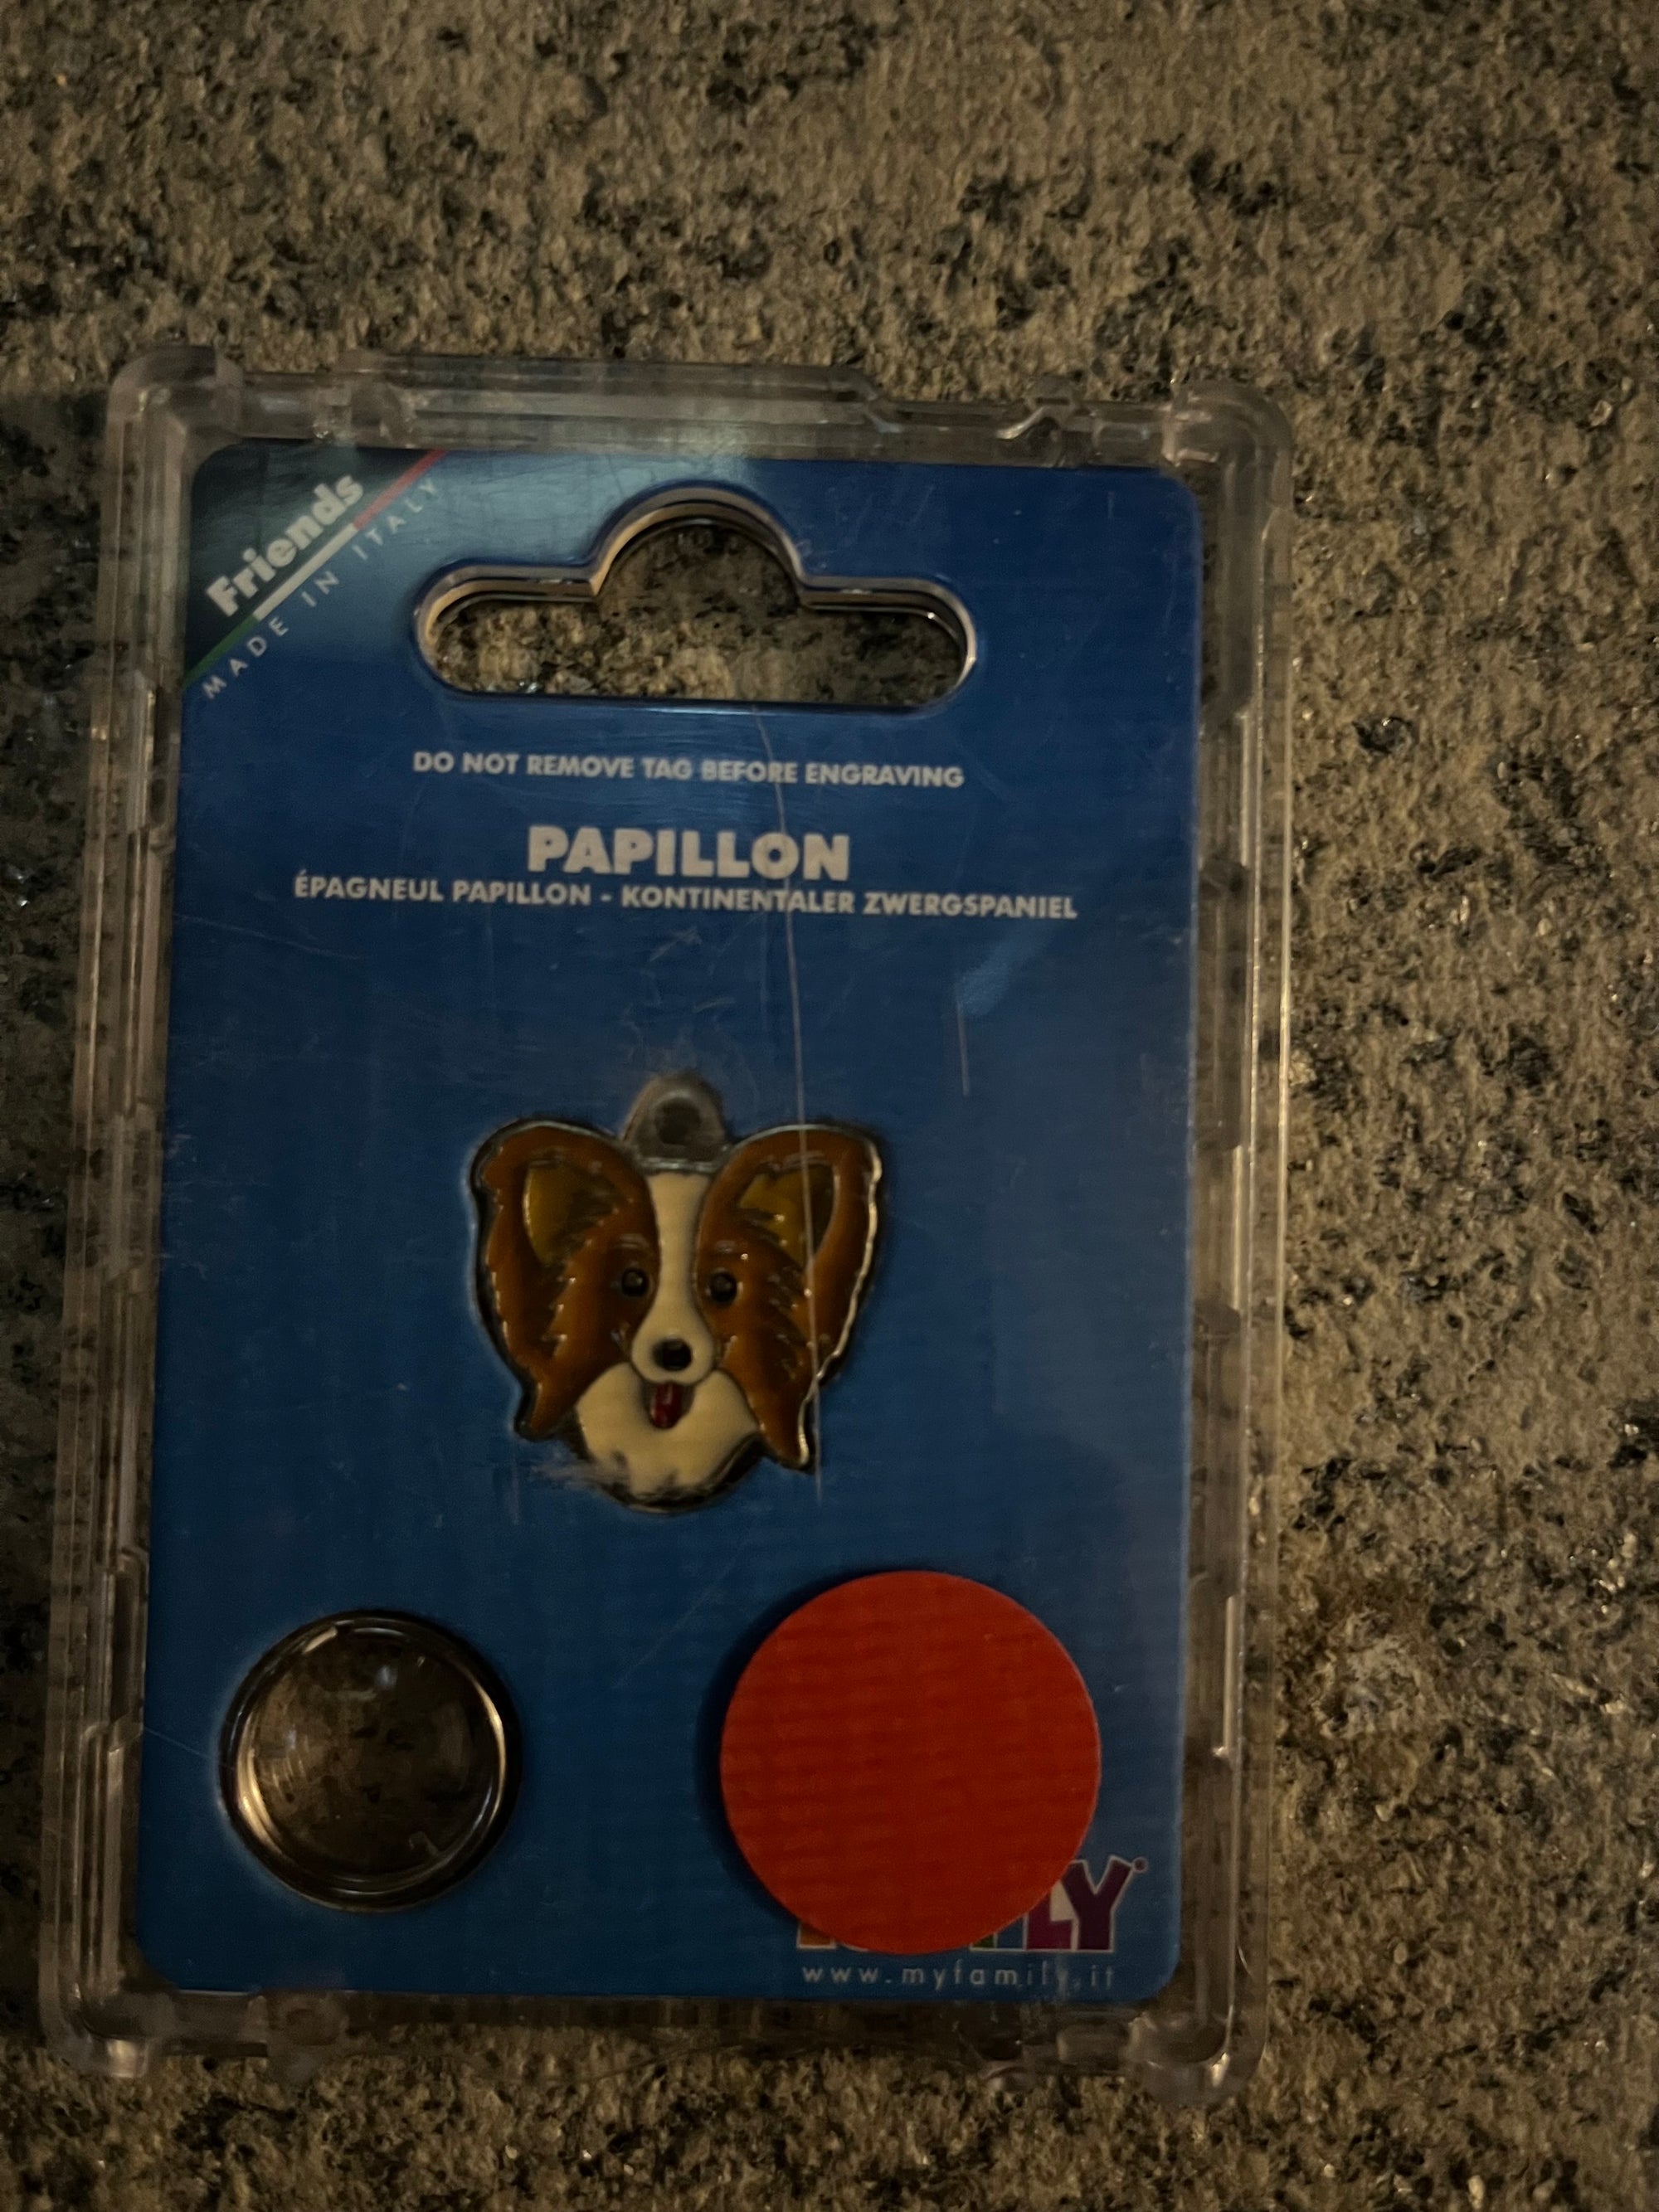 Friends
MADE IN ITALY
DO NOT REMOVE TAG BEFORE ENGRAVING
PAPILLON
ÉPAGNEUL PAPILLON - KONTINENTALER ZWERGSPANIEL
www.myfamily.it